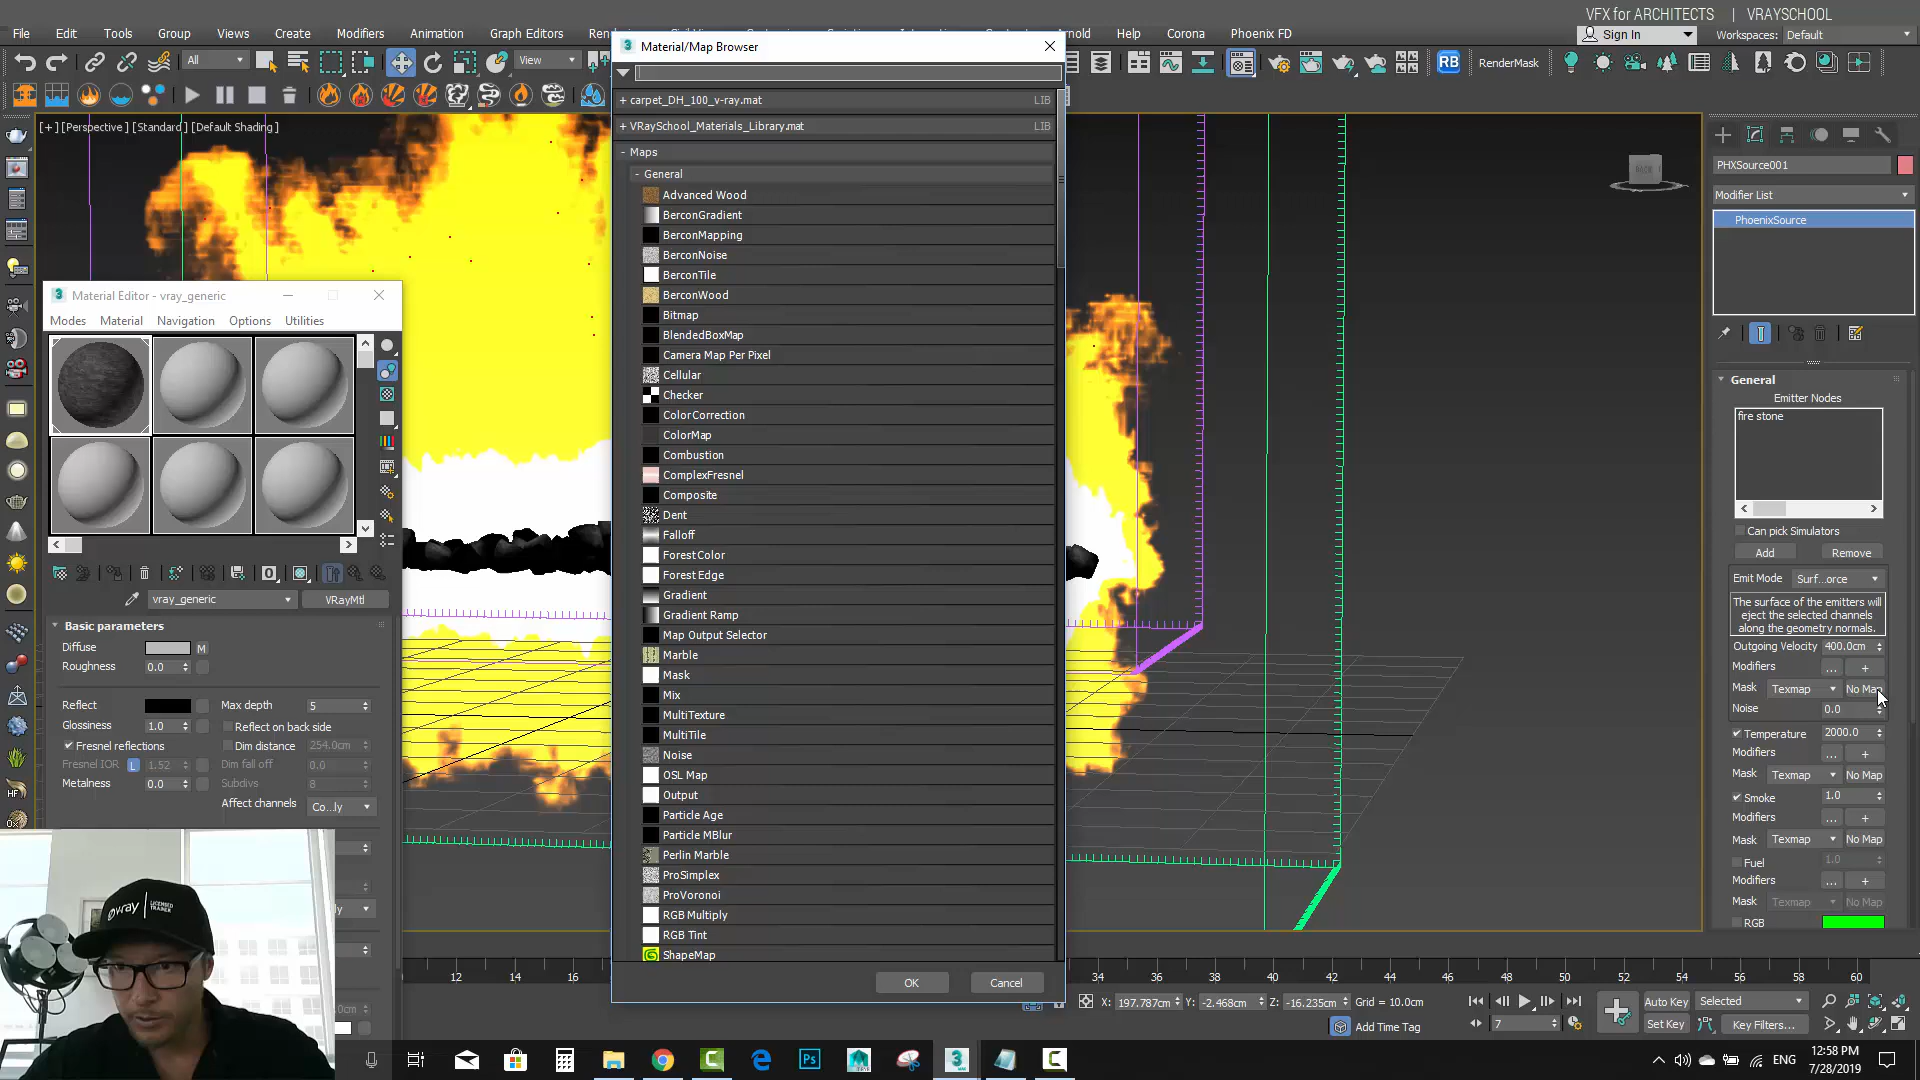 VFX for ARCHITECTS | VRAYSCHOOL
File Edit Tools Group Views Create Modifiers Animation Graph Editors Help Corona Phoenix FD
Sign In Workspaces: Default
All View RB RenderMask
Material/Map Browser
[+] [Perspective ] [Standard ] [Default Shading ]
+ carpet_DH_100_v-ray.mat LIB
+ VRaySchool_Materials_Library.mat LIB
- Maps
- General
Advanced Wood
BerconGradient
BerconMapping
BerconNoise
BerconTile
BerconWood
Bitmap
BlendedBoxMap
Camera Map Per Pixel
Cellular
Checker
ColorCorrection
ColorMap
Combustion
ComplexFresnel
Composite
Dent
Falloff
ForestColor
Forest Edge
Gradient
Gradient Ramp
Map Output Selector
Marble
Mask
Mix
MultiTexture
MultiTile
Noise
OSL Map
Output
Particle Age
Particle MBlur
Perlin Marble
ProSimplex
ProVoronoi
RGB Multiply
RGB Tint
ShapeMap
OK Cancel
Material Editor - vray_generic
Modes Material Navigation Options Utilities
vray_generic VRayMtl
Basic parameters
Diffuse M
Roughness 0.0
Reflect Max depth 5
Glossiness 1.0 Reflect on back side
Fresnel reflections Dim distance 254.0cm
Fresnel IOR L 1.52 Dim fall off 0.0
Metalness 0.0 Subdivs 8
Affect channels Co...ly
PHXSource001
Modifier List
PhoenixSource
General
Emitter Nodes
fire stone
Can pick Simulators
Add Remove
Emit Mode Surf...orce
The surface of the emitters will
eject the selected channels
along the geometry normals.
Outgoing Velocity 400.0cm
Modifiers ... +
Mask Texmap No Map
Noise 0.0
Temperature 2000.0
Modifiers ... +
Mask Texmap No Map
Smoke 1.0
Modifiers ... +
Mask Texmap No Map
Fuel 1.0
Modifiers ... +
Mask Texmap No Map
RGB
12 14 16 34 36 38 40 42 44 46 48 50 52 54 56 58 60
X: 197.787cm Y: -2.468cm Z: -16.235cm Grid = 10.0cm
Auto Key Selected
Add Time Tag
7 Set Key Key Filters...
vray LICENSED TRAINER
ENG 12:58 PM
7/28/2019